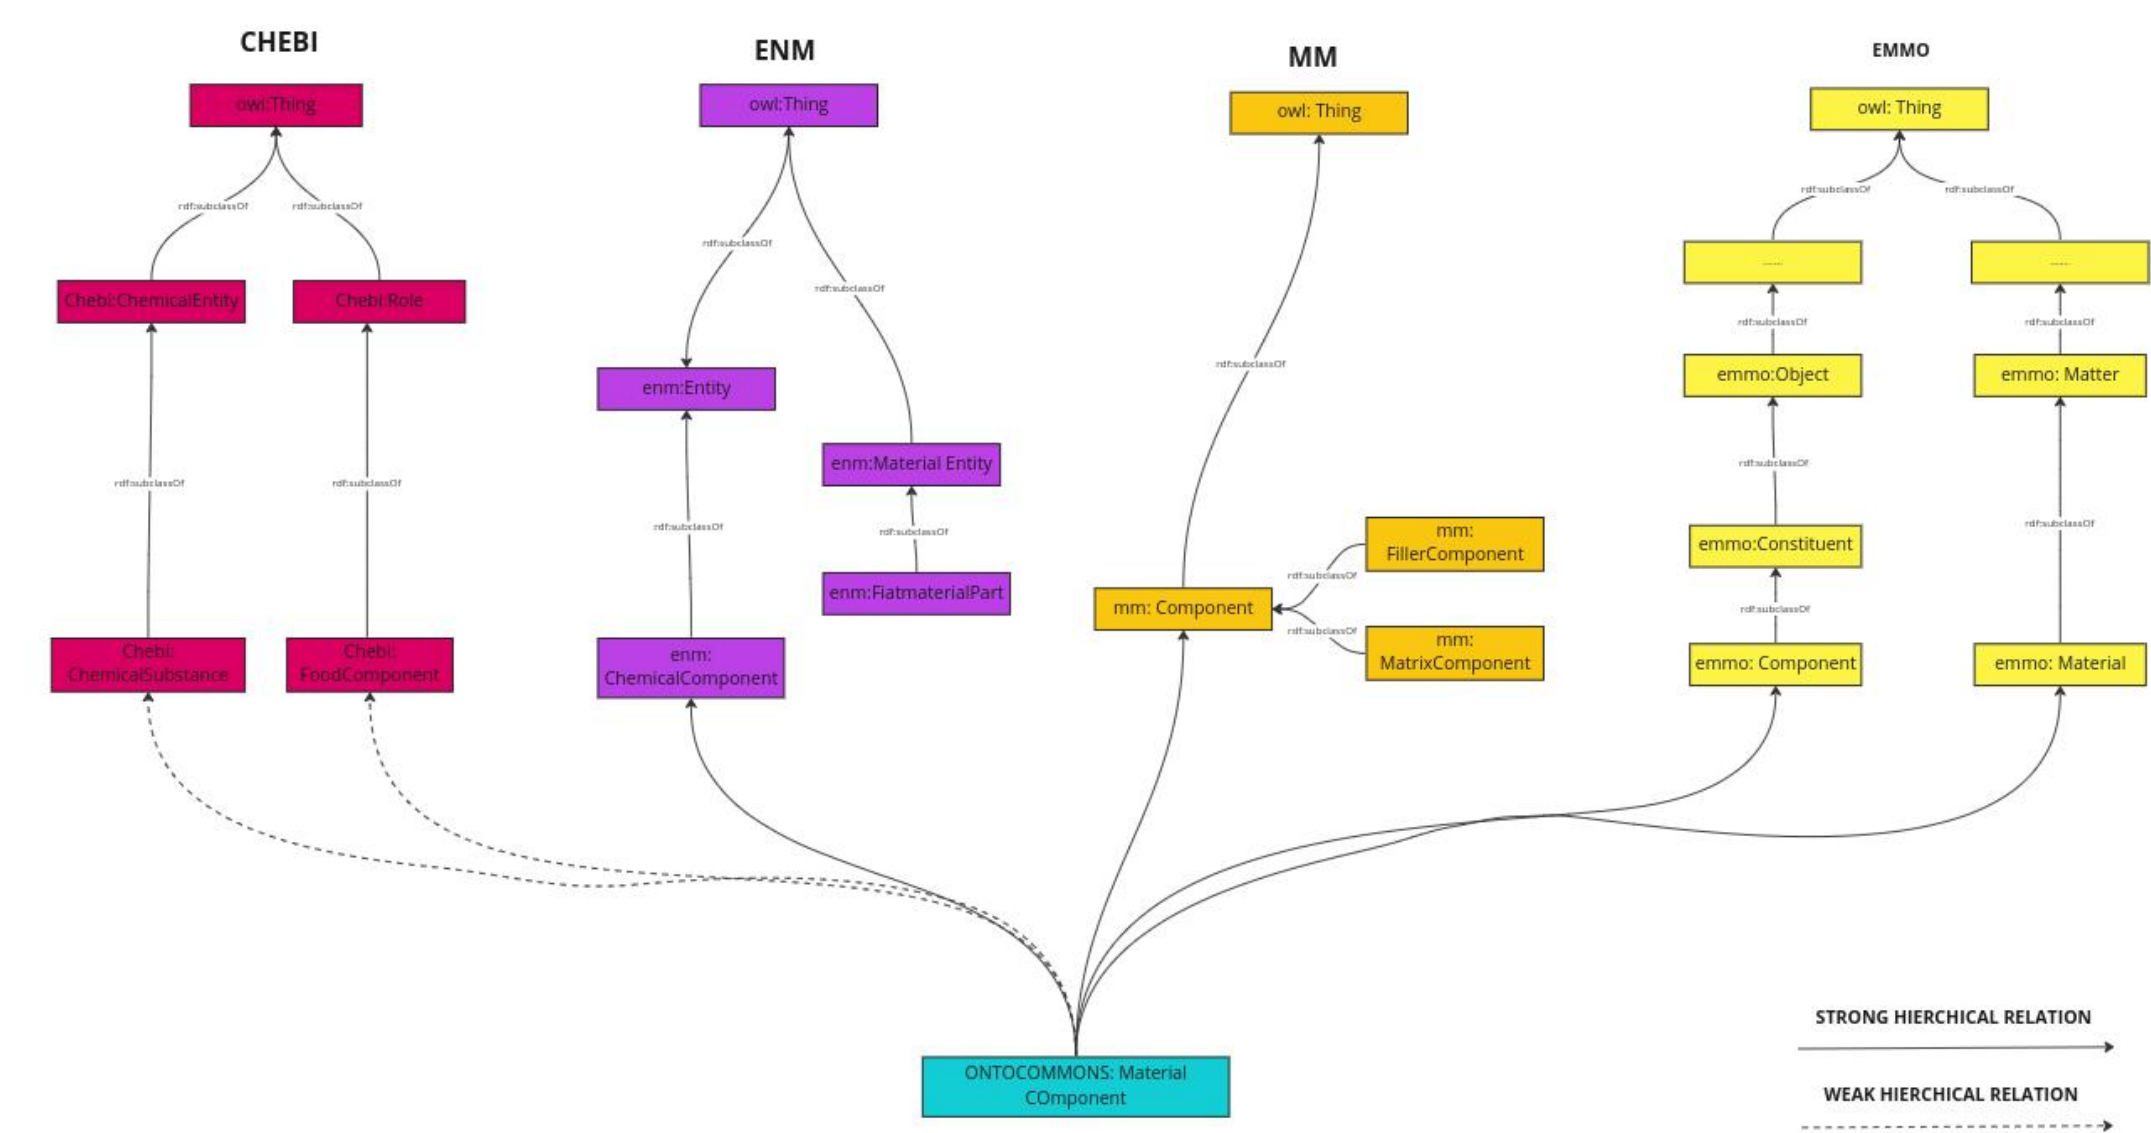 CHEBI
ENM
MM
EMMO
owl:Thing
owl:Thing
owl: Thing
owl: Thing
rdf:subclassOf
rdf:subclassOf
rdf:subclassOf
rdf:subclassOf
rdf:subclassOf
rdf:subclassOf
Chebi:ChemicalEntity
Chebi:Role
......
......
rdf:subclassOf
rdf:subclassOf
rdf:subclassOf
enm:Entity
emmo:Object
emmo: Matter
enm:Material Entity
rdf:subclassOf
rdf:subclassOf
rdf:subclassOf
rdf:subclassOf
rdf:subclassOf
rdf:subclassOf
rdf:subclassOf
mm:
FillerComponent
emmo:Constituent
rdf:subclassOf
enm:FiatmaterialPart
mm: Component
rdf:subclassOf
rdf:subclassOf
mm:
MatrixComponent
Chebi:
ChemicalSubstance
Chebi:
FoodComponent
enm:
ChemicalComponent
emmo: Component
emmo: Material
STRONG HIERCHICAL RELATION
ONTOCOMMONS: Material
COmponent
WEAK HIERCHICAL RELATION